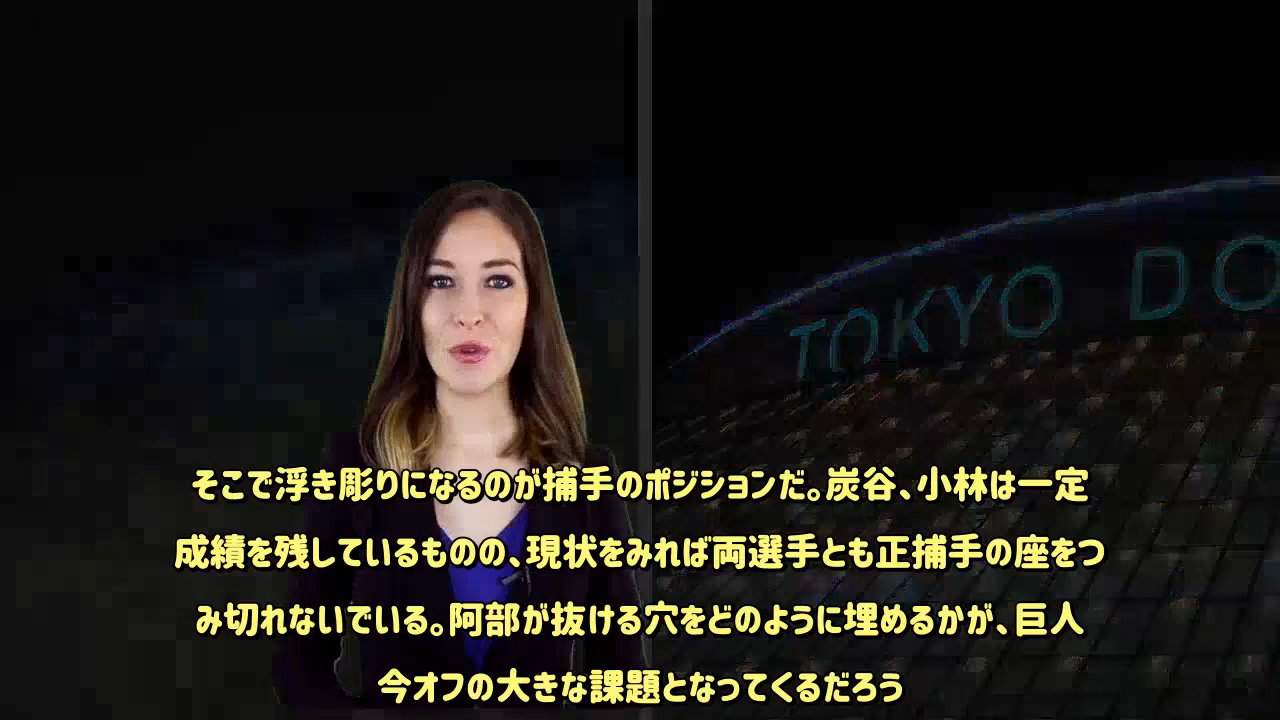 TOKYO DO
そこで浮き彫りになるのが捕手のポジションだ。炭谷、小林は一定
成績を残しているものの、現状をみれば両選手とも正捕手の座をつ
み切れないでいる。阿部が抜ける穴をどのように埋めるかが、巨人
今オフの大きな課題となってくるだろう